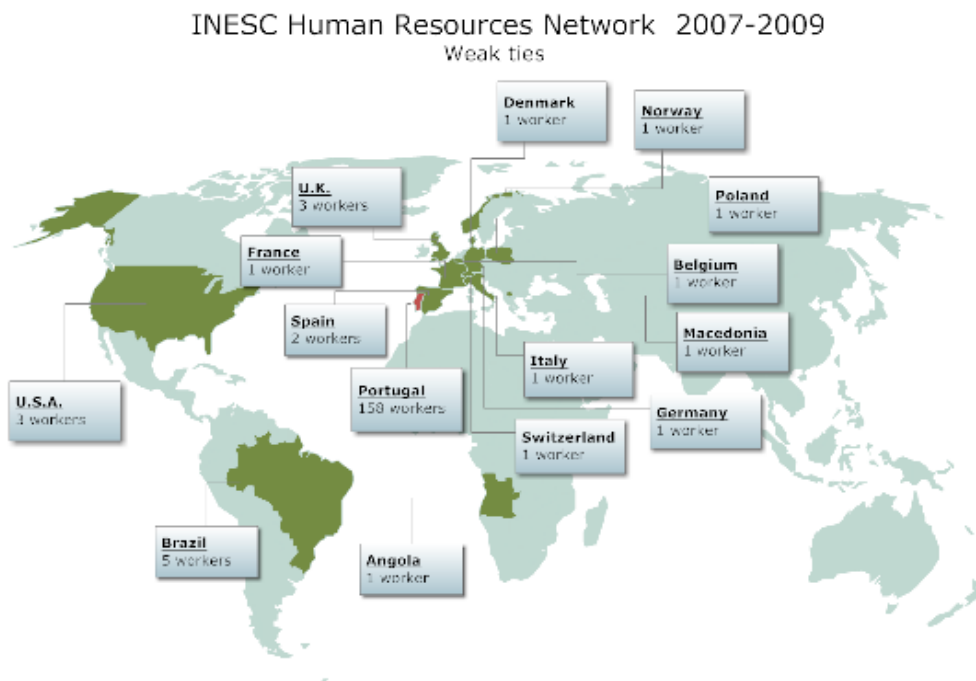 INESC Human Resources Network 2007-2009
Weak ties
Denmark
1 worker
Norway
1 worker
U.K.
3 workers
Poland
1 worker
France
1 worker
Belgium
1 worker
Spain
2 workers
Macedonia
1 worker
Italy
1 worker
Portugal
158 workers
U.S.A.
3 workers
Germany
1 worker
Switzerland
1 worker
Brazil
5 workers
Angola
1 worker